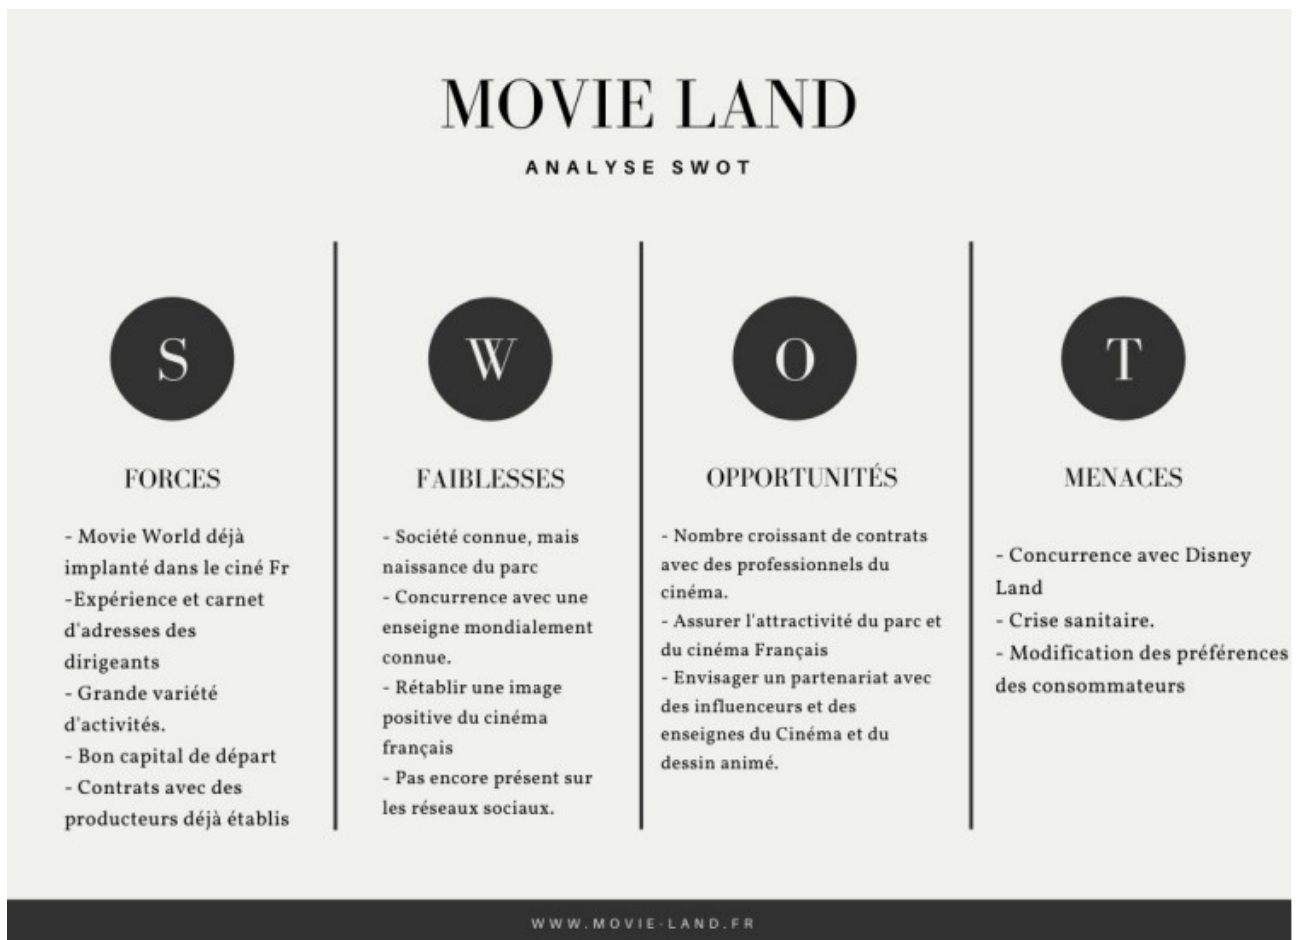 MOVIE LAND
ANALYSE SWOT
S
FORCES
- Movie World déjà
implanté dans le ciné Fr
-Expérience et carnet
d'adresses des
dirigeants
- Grande variété
d'activités.
- Bon capital de départ
- Contrats avec des
producteurs déjà établis
W
FAIBLESSES
- Société connue, mais
naissance du parc
- Concurrence avec une
enseigne mondialement
connue.
- Rétablir une image
positive du cinéma
français
- Pas encore présent sur
les réseaux sociaux.
O
OPPORTUNITÉS
- Nombre croissant de contrats
avec des professionnels du
cinéma.
- Assurer l'attractivité du parc et
du cinéma Français
- Envisager un partenariat avec
des influenceurs et des
enseignes du Cinéma et du
dessin animé.
T
MENACES
- Concurrence avec Disney
Land
- Crise sanitaire.
- Modification des préférences
des consommateurs
WWW.MOVIE-LAND.FR